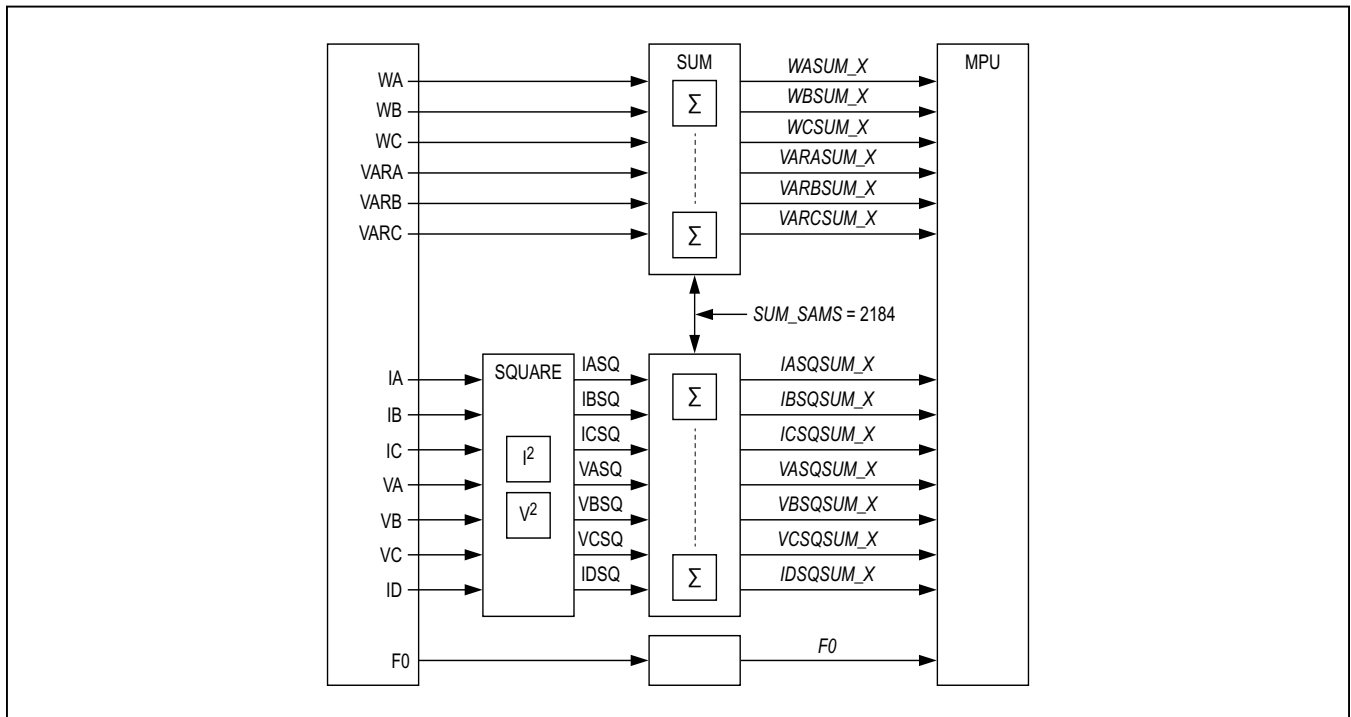 SUM
MPU
WA
WASUM_X
Σ
WB
WBSUM_X
WC
WCSUM_X
VARA
VARASUM_X
VARB
VARBSUM_X
VARC
VARCSUM_X
Σ
SUM_SAMS = 2184
SQUARE
IA
IASQ
IASQSUM_X
Σ
IB
IBSQ
IBSQSUM_X
IC
ICSQ
ICSQSUM_X
I²
VA
VASQ
VASQSUM_X
V²
VB
VBSQ
VBSQSUM_X
VC
VCSQ
VCSQSUM_X
ID
IDSQ
IDSQSUM_X
Σ
F0
F0